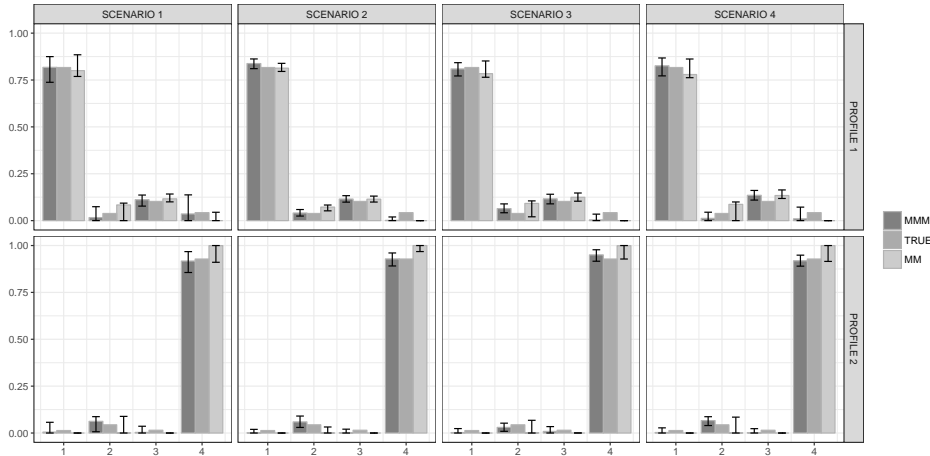 SCENARIO 1 SCENARIO 2 SCENARIO 3 SCENARIO 4
1.00
0.75
0.50
0.25
0.00
PROFILE 1
1.00
0.75
0.50
0.25
0.00
PROFILE 2
1 2 3 4 1 2 3 4 1 2 3 4 1 2 3 4
MMM
TRUE
MM